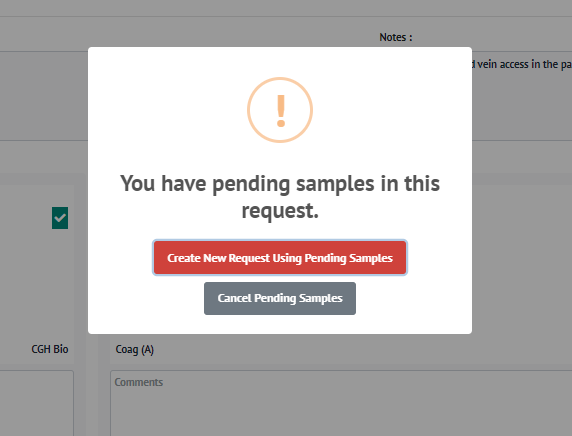 Notes :
vein access in the pa
!
You have pending samples in this
request.
Create New Request Using Pending Samples
Cancel Pending Samples
CGH Bio
Coag (A)
Comments